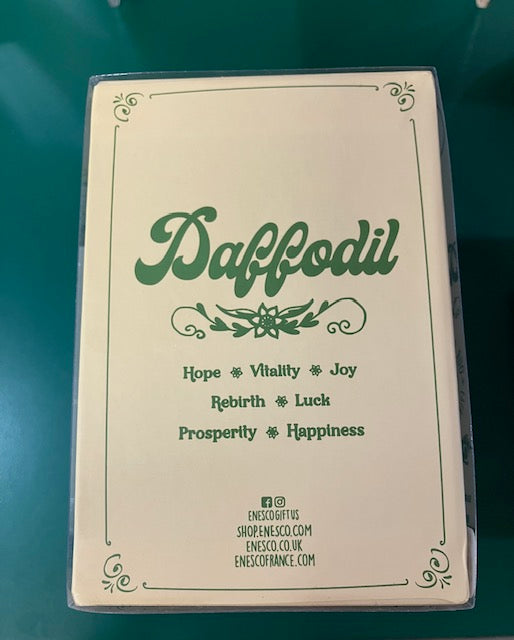 Daffodil
Hope Vitality Joy
Rebirth Luck
Prosperity Happiness
ENESCOGIFTUS
SHOP.ENESCO.COM
ENESCO.CO.UK
ENESCOFRANCE.COM